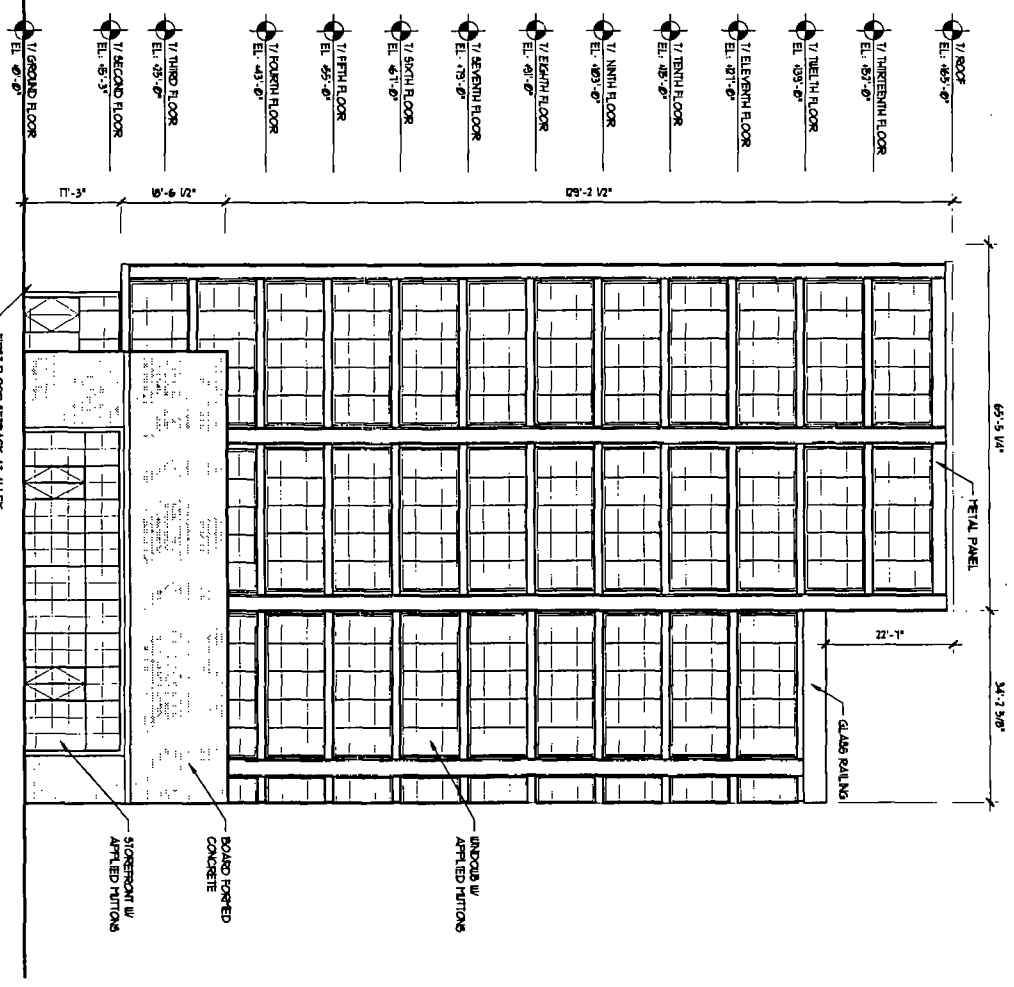 T/ ROOF
EL: +165'-0"
T/ THIRTEENTH FLOOR
EL: +152'-0"
T/ TWELTH FLOOR
EL: +139'-0"
T/ ELEVENTH FLOOR
EL: +127'-0"
T/ TENTH FLOOR
EL: +115'-0"
T/ NINTH FLOOR
EL: +103'-0"
T/ EIGHTH FLOOR
EL: +91'-0"
T/ SEVENTH FLOOR
EL: +79'-0"
T/ SIXTH FLOOR
EL: +67'-0"
T/ FIFTH FLOOR
EL: +55'-0"
T/ FOURTH FLOOR
EL: +43'-0"
T/ THIRD FLOOR
EL: +25'-0"
T/ SECOND FLOOR
EL: +15'-3"
T/ GROUND FLOOR
EL: +0'-0"
129'-2 1/2"
18'-6 1/2"
17'-3"
65'-5 1/4"
34'-2 3/8"
22'-7"
METAL PANEL
GLASS RAILING
WINDOWS W/
APPLIED MUTTONS
BOARD FORMED
CONCRETE
STOREFRONT W/
APPLIED MUTTONS